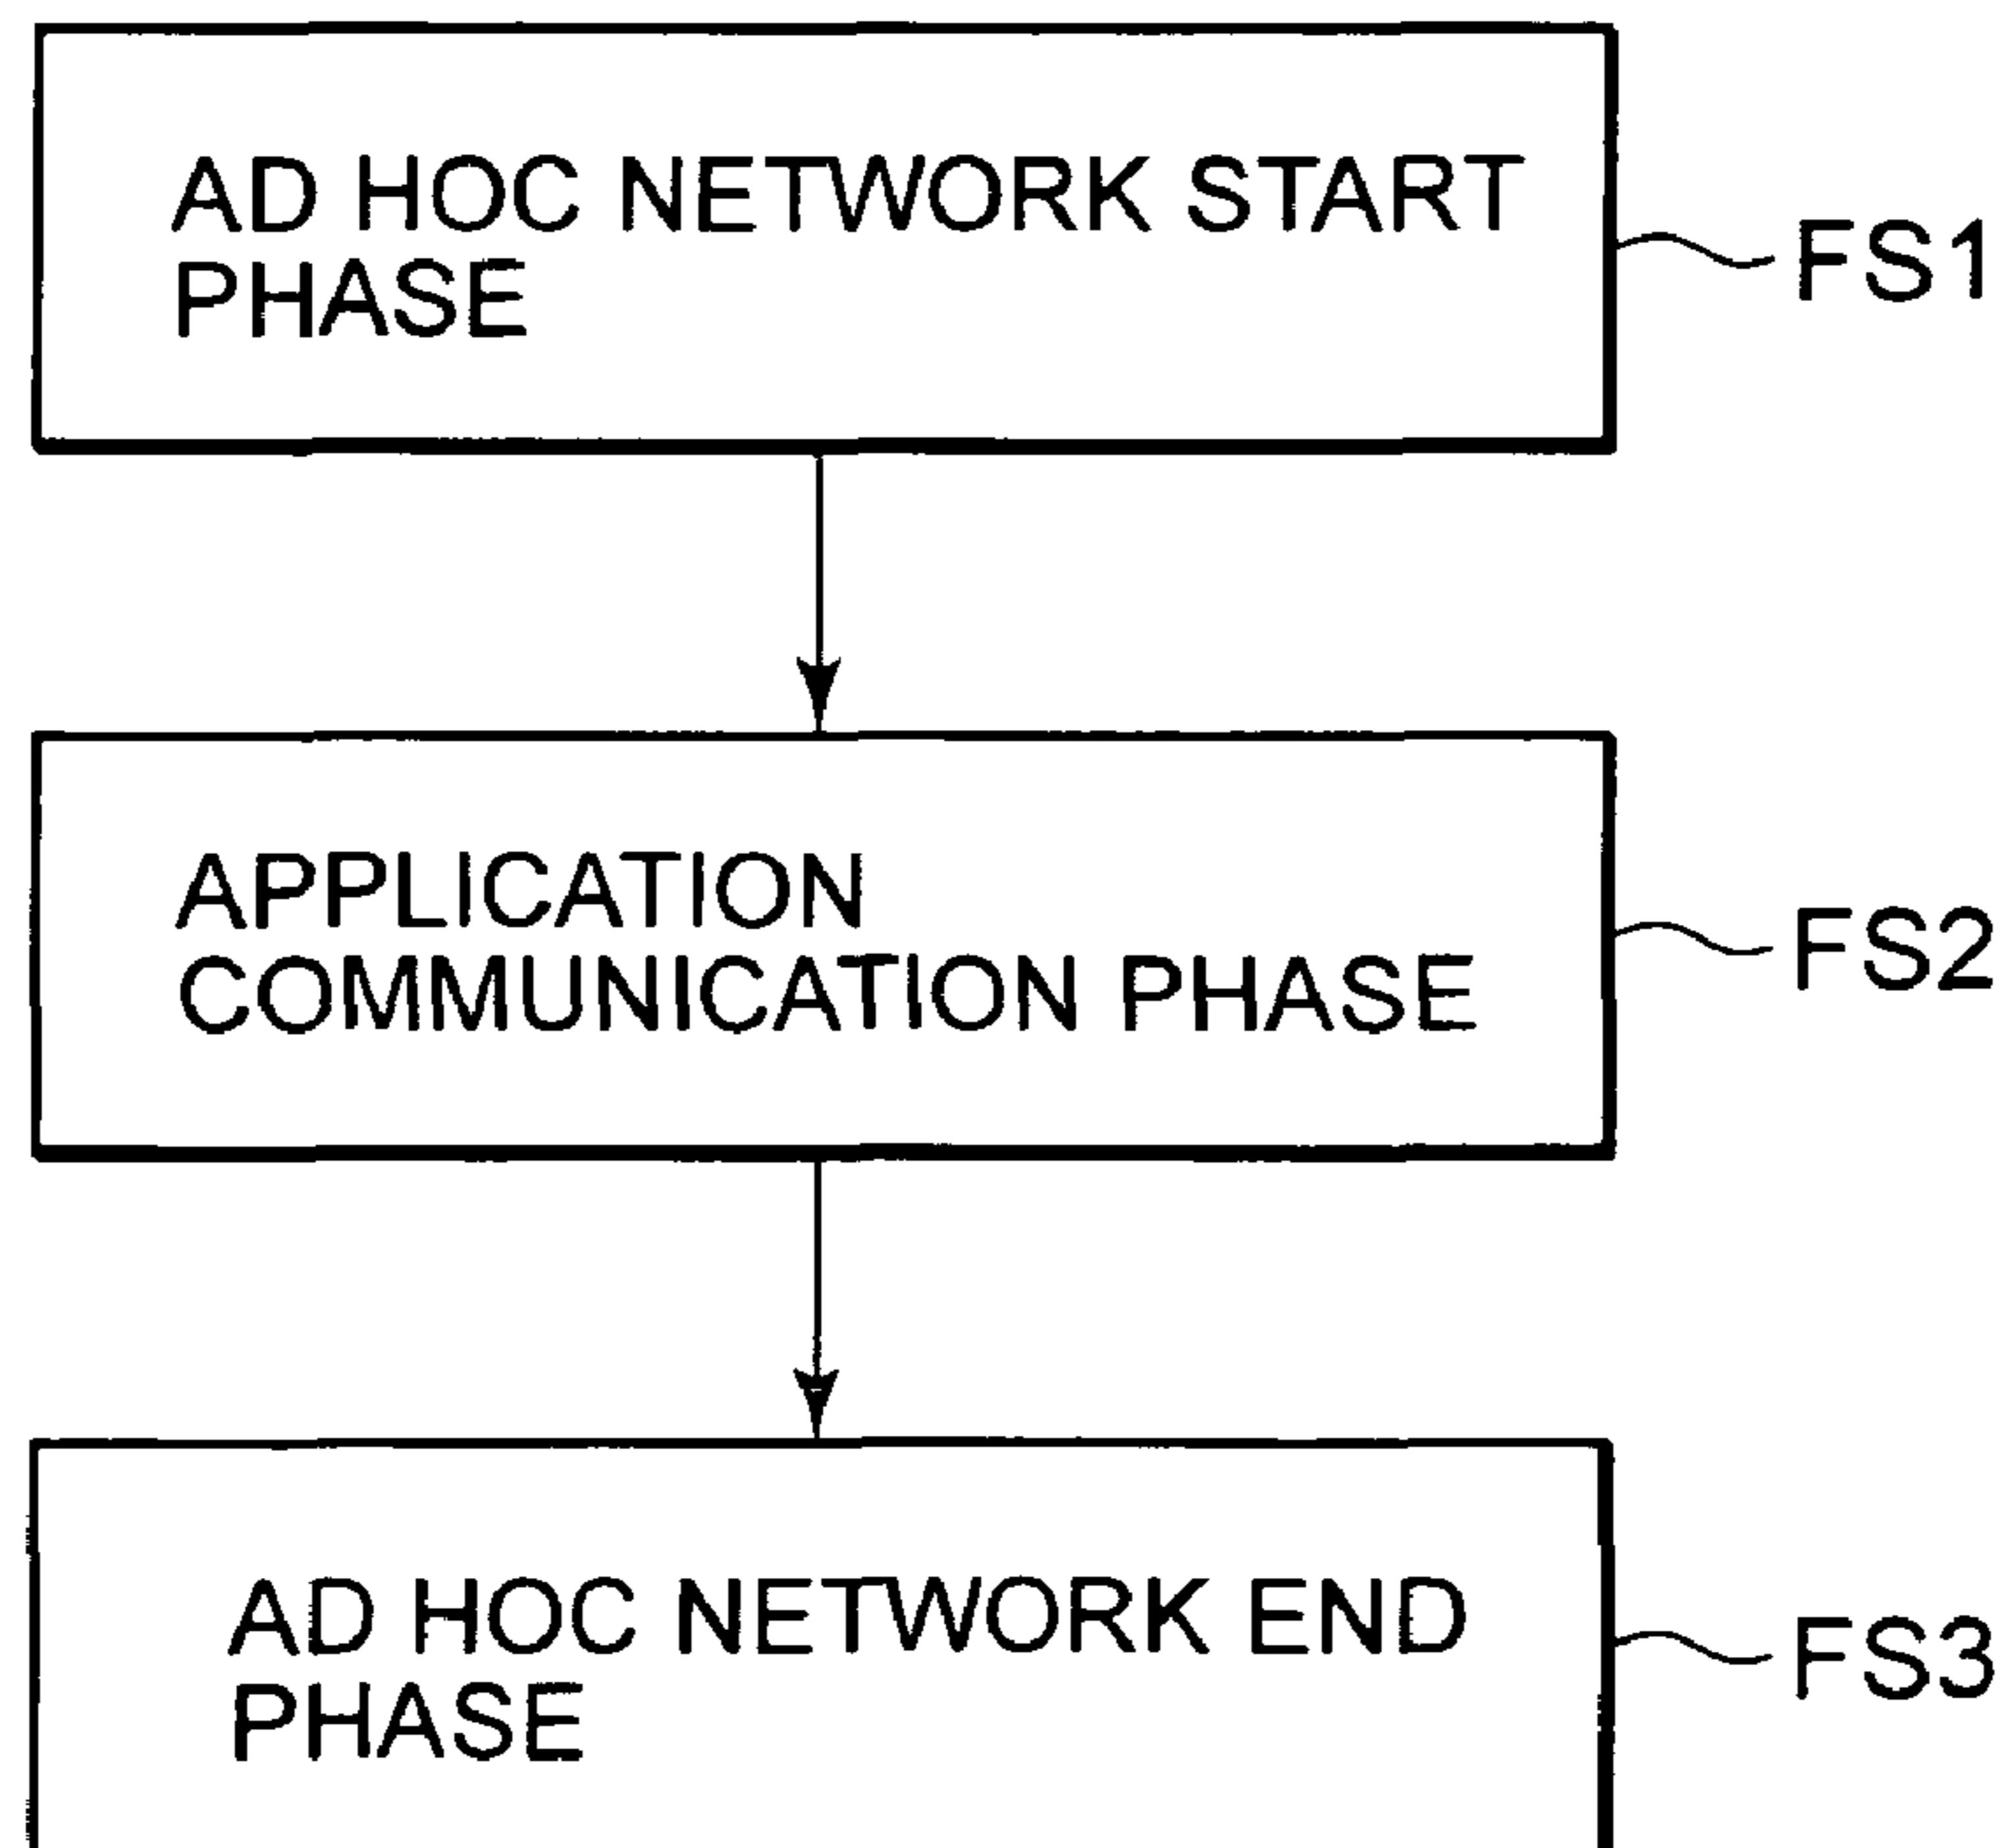 AD HOC NETWORK START
PHASE
FS1
APPLICATION
COMMUNICATION PHASE
FS2
AD HOC NETWORK END
PHASE
FS3